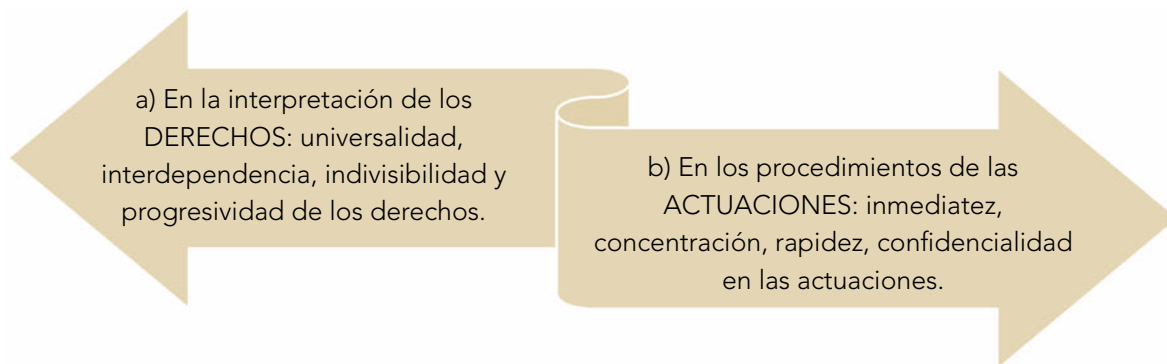 a) En la interpretación de los
DERECHOS: universalidad,
interdependencia, indivisibilidad y
progresividad de los derechos.
b) En los procedimientos de las
ACTUACIONES: inmediatez,
concentración, rapidez, confidencialidad
en las actuaciones.